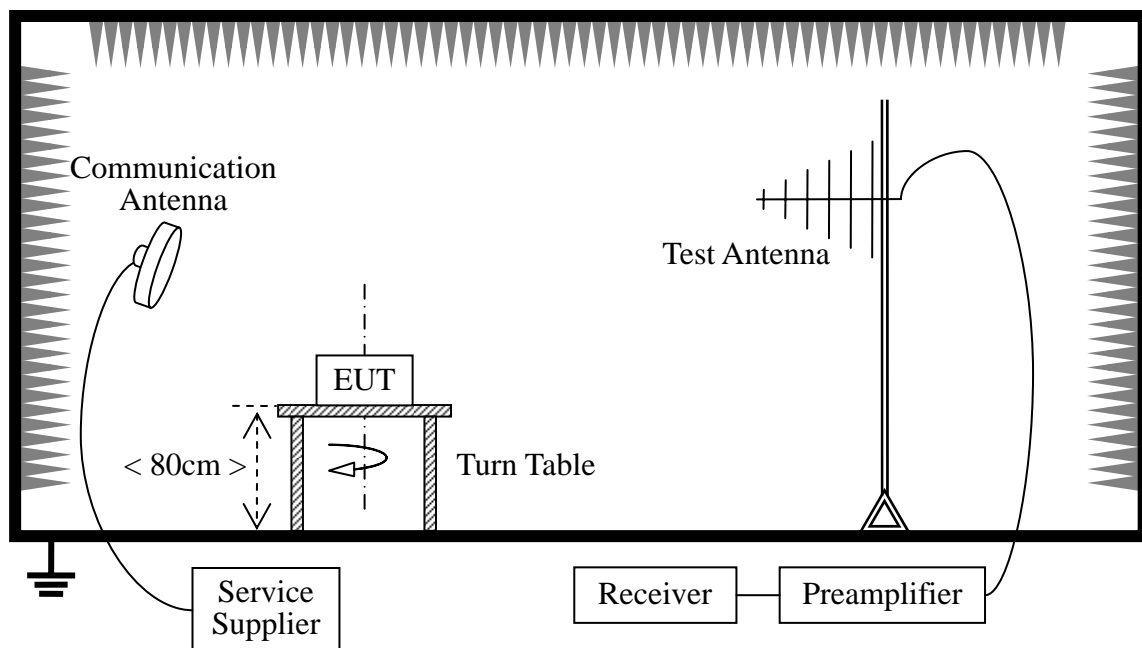 Communication
Antenna
Test Antenna
EUT
< 80cm >
Turn Table
Service
Supplier
Receiver
Preamplifier